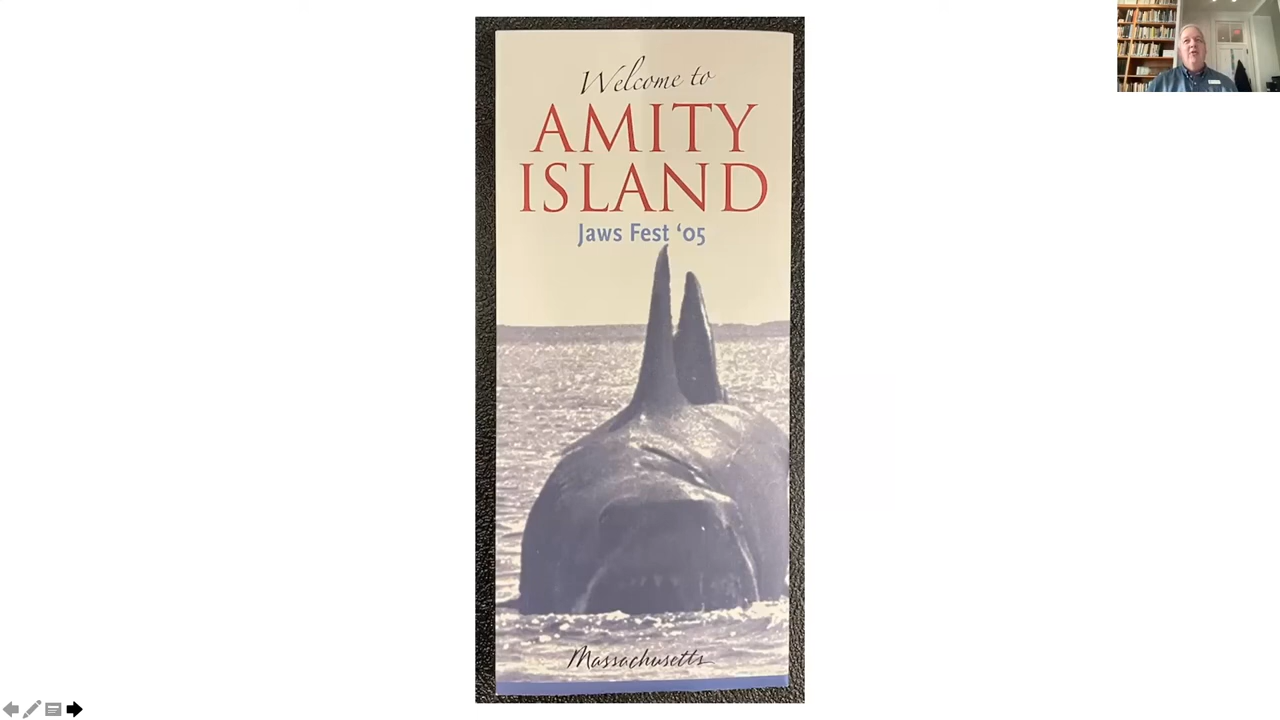 Welcome to
AMITY
ISLAND
Jaws Fest ‘05
Massachusetts